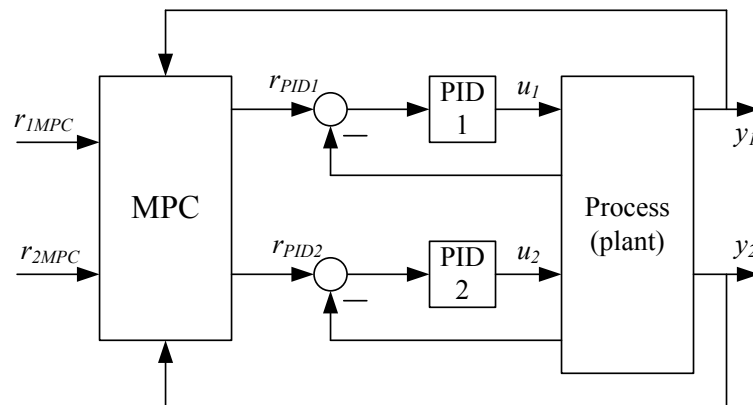 r1MPC
r2MPC
MPC
rPID1
rPID2
PID
1
PID
2
u1
u2
Process
(plant)
y1
y2